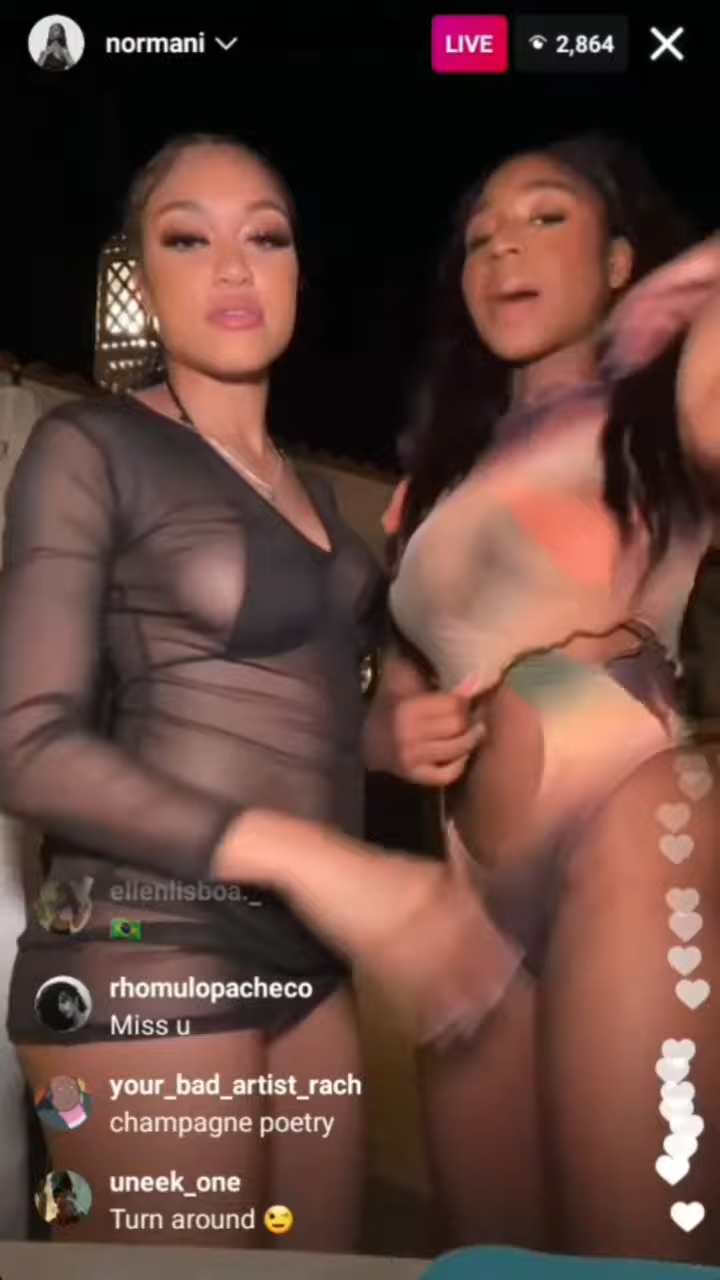 normani
LIVE
2,864
ellenlisboa._
🇧🇷
rhomulopacheco
Miss u
your_bad_artist_rach
champagne poetry
uneek_one
Turn around 😉